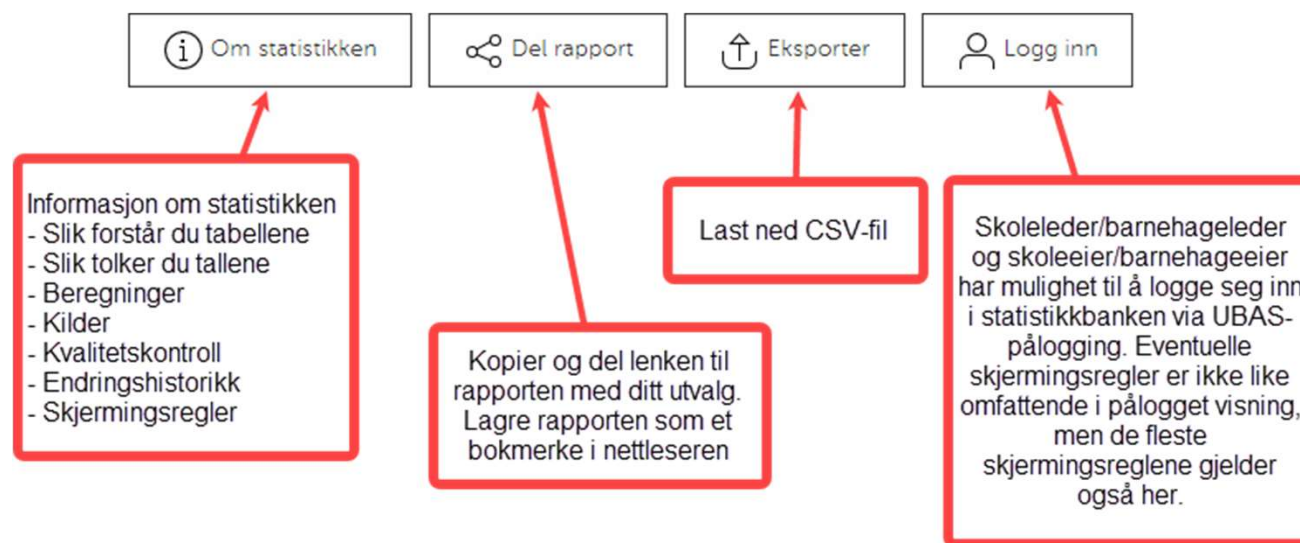 Om statistikken
Del rapport
Eksporter
Logg inn
Informasjon om statistikken
- Slik forstår du tabellene
- Slik tolker du tallene
- Beregninger
- Kilder
- Kvalitetskontroll
- Endringshistorikk
- Skjermingsregler
Kopier og del lenken til
rapporten med ditt utvalg.
Lagre rapporten som et
bokmerke i nettleseren
Last ned CSV-fil
Skoleleder/barnehageleder
og skoleeier/barnehageeier
har mulighet til å logge seg inn
i statistikkbanken via UBAS-
pålogging. Eventuelle
skjermingsregler er ikke like
omfattende i pålogget visning,
men de fleste
skjermingsreglene gjelder
også her.